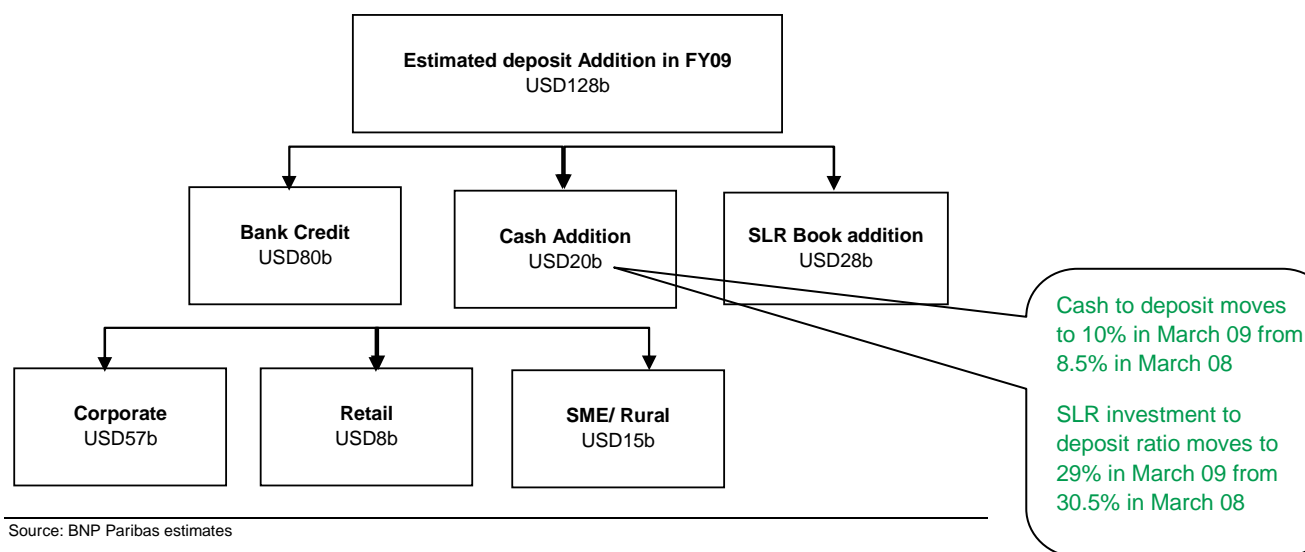 Estimated deposit Addition in FY09
USD128b
Bank Credit
USD80b
Cash Addition
USD20b
SLR Book addition
USD28b
Cash to deposit moves
to 10% in March 09 from
8.5% in March 08
SLR investment to
deposit ratio moves to
29% in March 09 from
30.5% in March 08
Corporate
USD57b
Retail
USD8b
SME/ Rural
USD15b
Source: BNP Paribas estimates